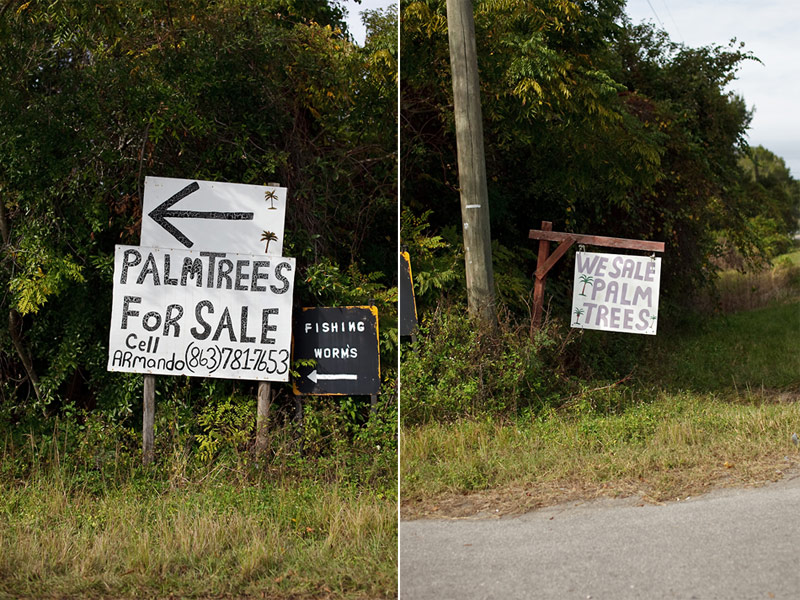 PALMTREES
FOR SALE
Cell
ARMANDO (863)781-7653
FISHING
WORMS
WE SALE
PALM
TREES